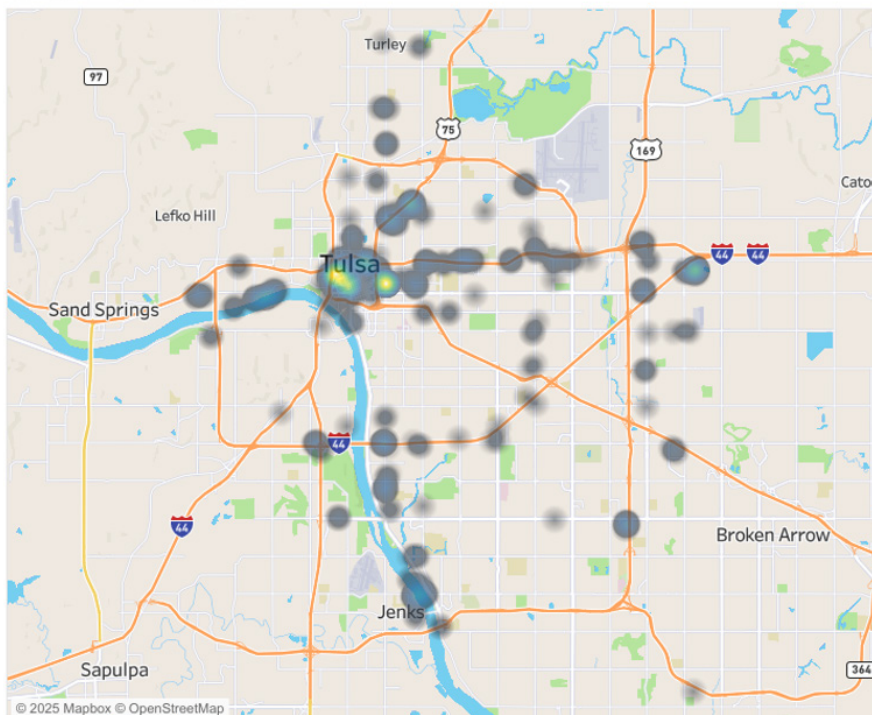 Turley
97
75
169
Catoo
Lefko Hill
Tulsa
44
44
Sand Springs
44
44
Broken Arrow
Jenks
Sapulpa
364
© 2025 Mapbox © OpenStreetMap